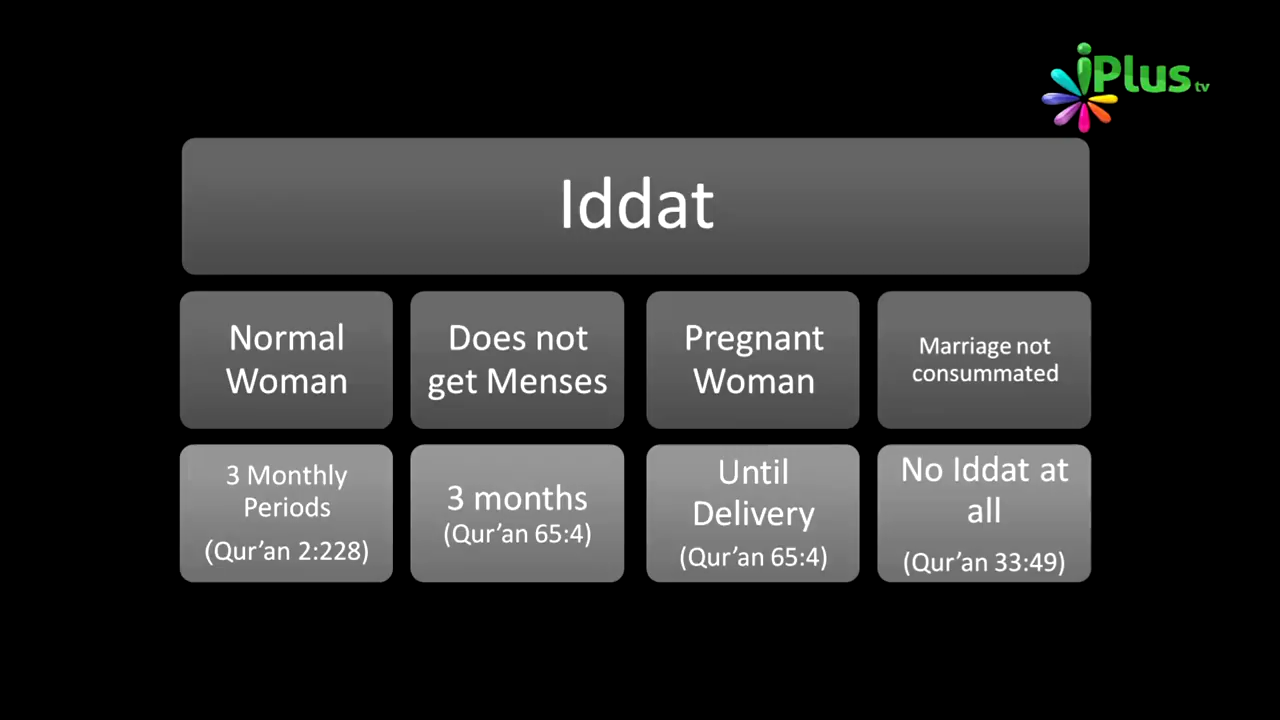 iPlus tv
Iddat
Normal
Woman
Does not
get Menses
Pregnant
Woman
Marriage not
consummated
3 Monthly
Periods
(Qur’an 2:228)
3 months
(Qur’an 65:4)
Until
Delivery
(Qur’an 65:4)
No Iddat at
all
(Qur’an 33:49)